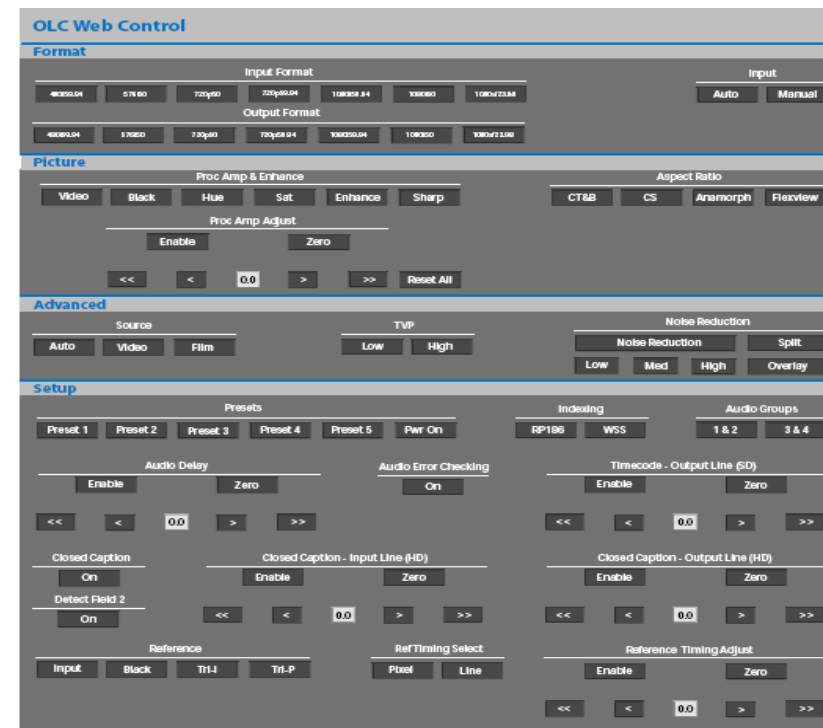 OLC Web Control
Format
Input Format
Input
720p50 720p59.94
Auto Manual
Output Format
720p50
Picture
Proc Amp & Enhance
Aspect Ratio
Video Black Hue Sat Enhance Sharp
CT&B CS Anamorph Flexview
Proc Amp Adjust
Enable Zero
<< < 0.0 > >> Reset All
Advanced
Source TVP Noise Reduction
Auto Video Film
Low High
Noise Reduction Split
Low Med High Overlay
Setup
Presets Indexing Audio Groups
Preset 1 Preset 2 Preset 3 Preset 4 Preset 5 Pwr On
RP186 WSS
1 & 2 3 & 4
Audio Delay Audio Error Checking Timecode - Output Line (SD)
Enable Zero
On
Enable Zero
<< < 0.0 > >>
<< < 0.0 > >>
Closed Caption Closed Caption - Input Line (HD) Closed Caption - Output Line (HD)
On
Enable Zero
Enable Zero
Detect Field 2
On
<< < 0.0 > >>
<< < 0.0 > >>
Reference Ref Timing Select Reference Timing Adjust
Input Black Tri-I Tri-P
Pixel Line
Enable Zero
<< < 0.0 > >>